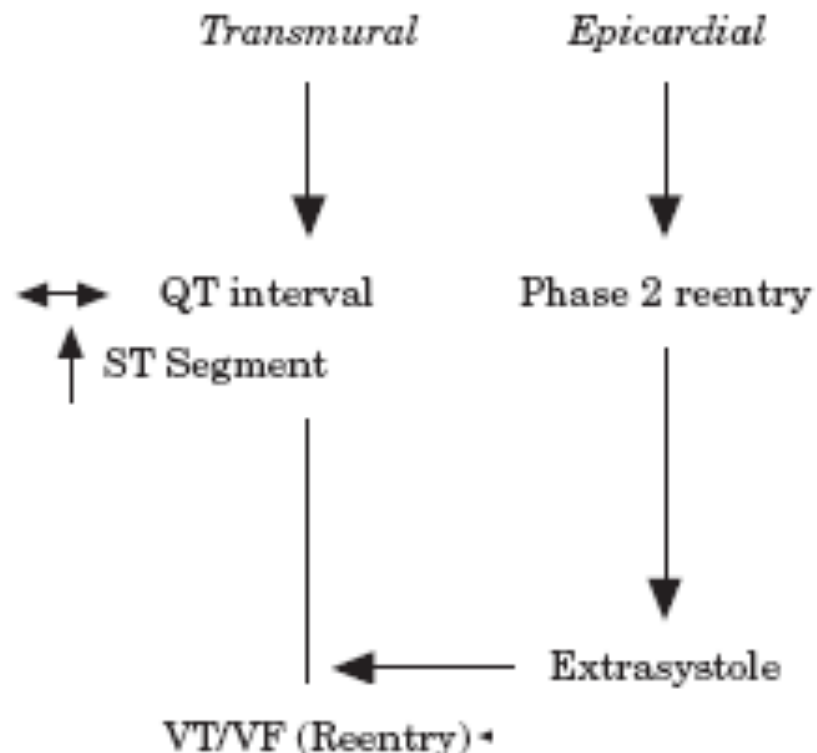 Transmural Epicardial
QT interval Phase 2 reentry
ST Segment
Extrasystole
VT/VF (Reentry)